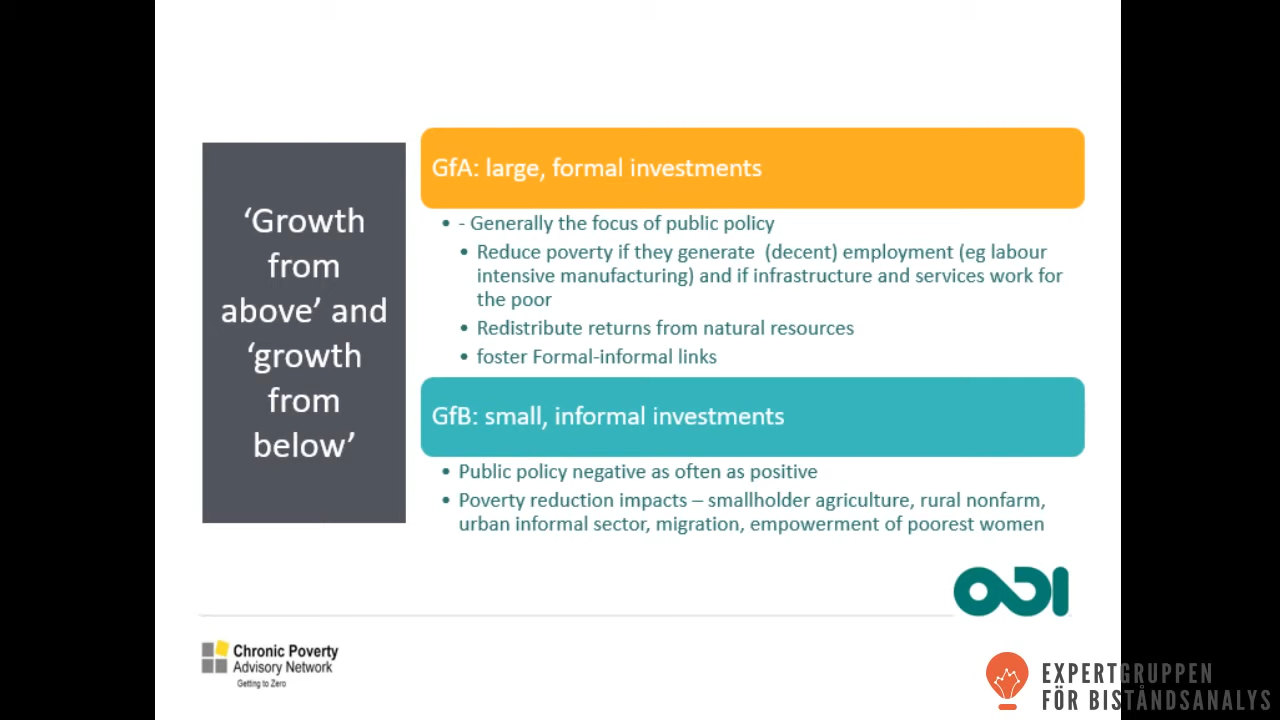 ‘Growth
from
above’ and
‘growth
from
below’
GfA: large, formal investments
• - Generally the focus of public policy
• Reduce poverty if they generate  (decent) employment (eg labour
intensive manufacturing) and if infrastructure and services work for
the poor
• Redistribute returns from natural resources
• foster Formal-informal links
GfB: small, informal investments
• Public policy negative as often as positive
• Poverty reduction impacts – smallholder agriculture, rural nonfarm,
urban informal sector, migration, empowerment of poorest women
ODI
Chronic Poverty
Advisory Network
Getting to Zero
EXPERTGRUPPEN
FÖR BISTÅNDSANALYS